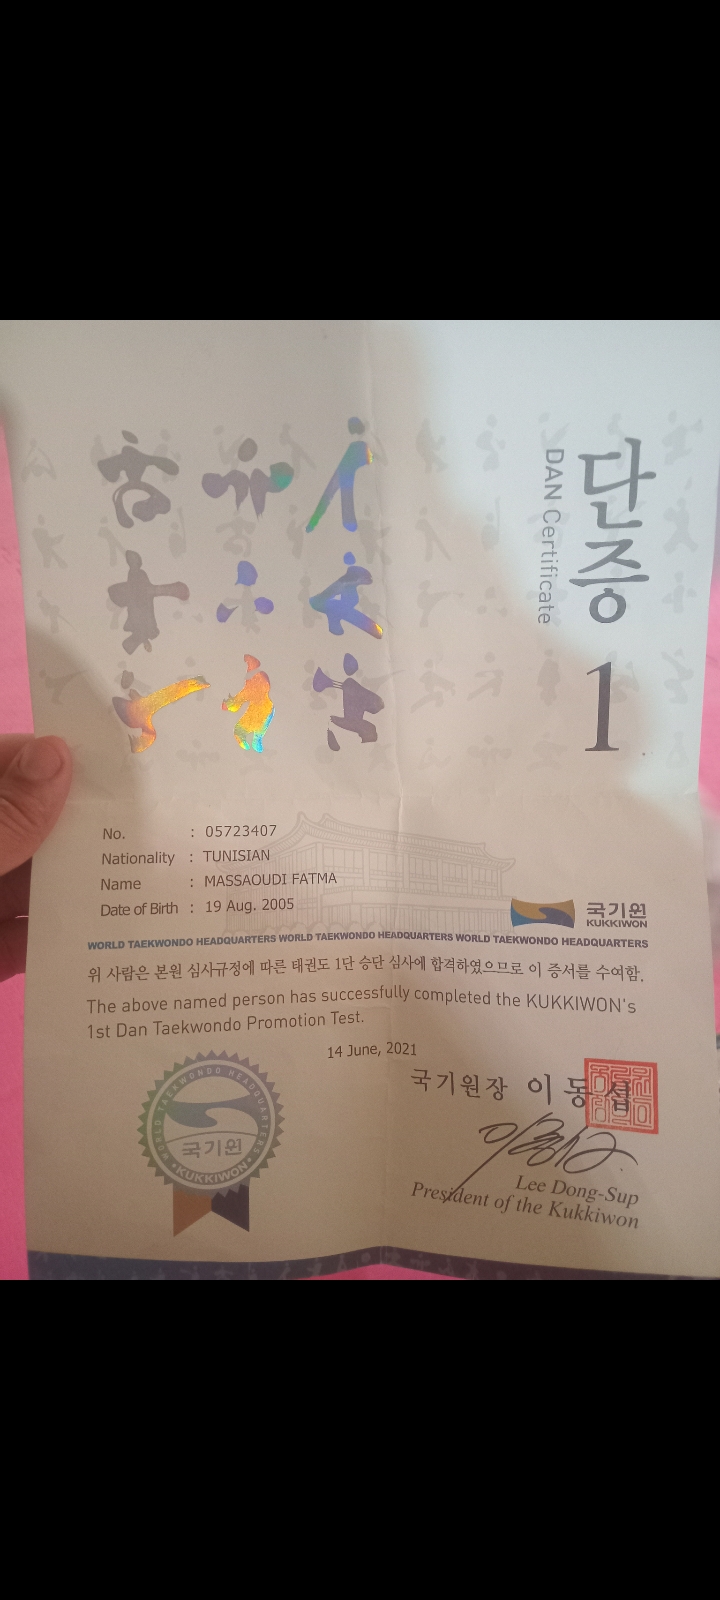 단증
DAN Certificate
1
No. : 05723407
Nationality : TUNISIAN
Name : MASSAOUDI FATMA
Date of Birth : 19 Aug. 2005
국기원
KUKKIWON
WORLD TAEKWONDO HEADQUARTERS WORLD TAEKWONDO HEADQUARTERS WORLD TAEKWONDO HEADQUARTERS
위 사람은 본원 심사규정에 따른 태권도 1단 승단 심사에 합격하였으므로 이 증서를 수여함.
The above named person has successfully completed the KUKKIWON's
1st Dan Taekwondo Promotion Test.
14 June, 2021
WORLD TAEKWONDO HEADQUARTERS
국기원
KUKKIWON
국기원장 이동섭
Lee Dong-Sup
President of the Kukkiwon